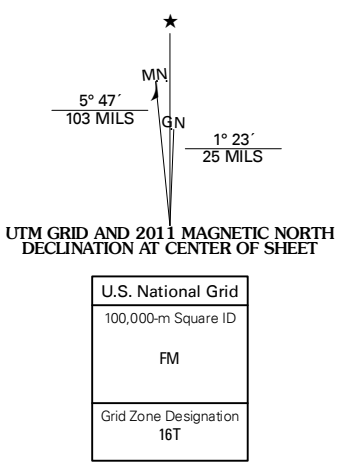 ★
MN
5° 47´
103 MILS
GN
1° 23´
25 MILS
UTM GRID AND 2011 MAGNETIC NORTH
DECLINATION AT CENTER OF SHEET
U.S. National Grid
100,000-m Square ID
FM
Grid Zone Designation
16T